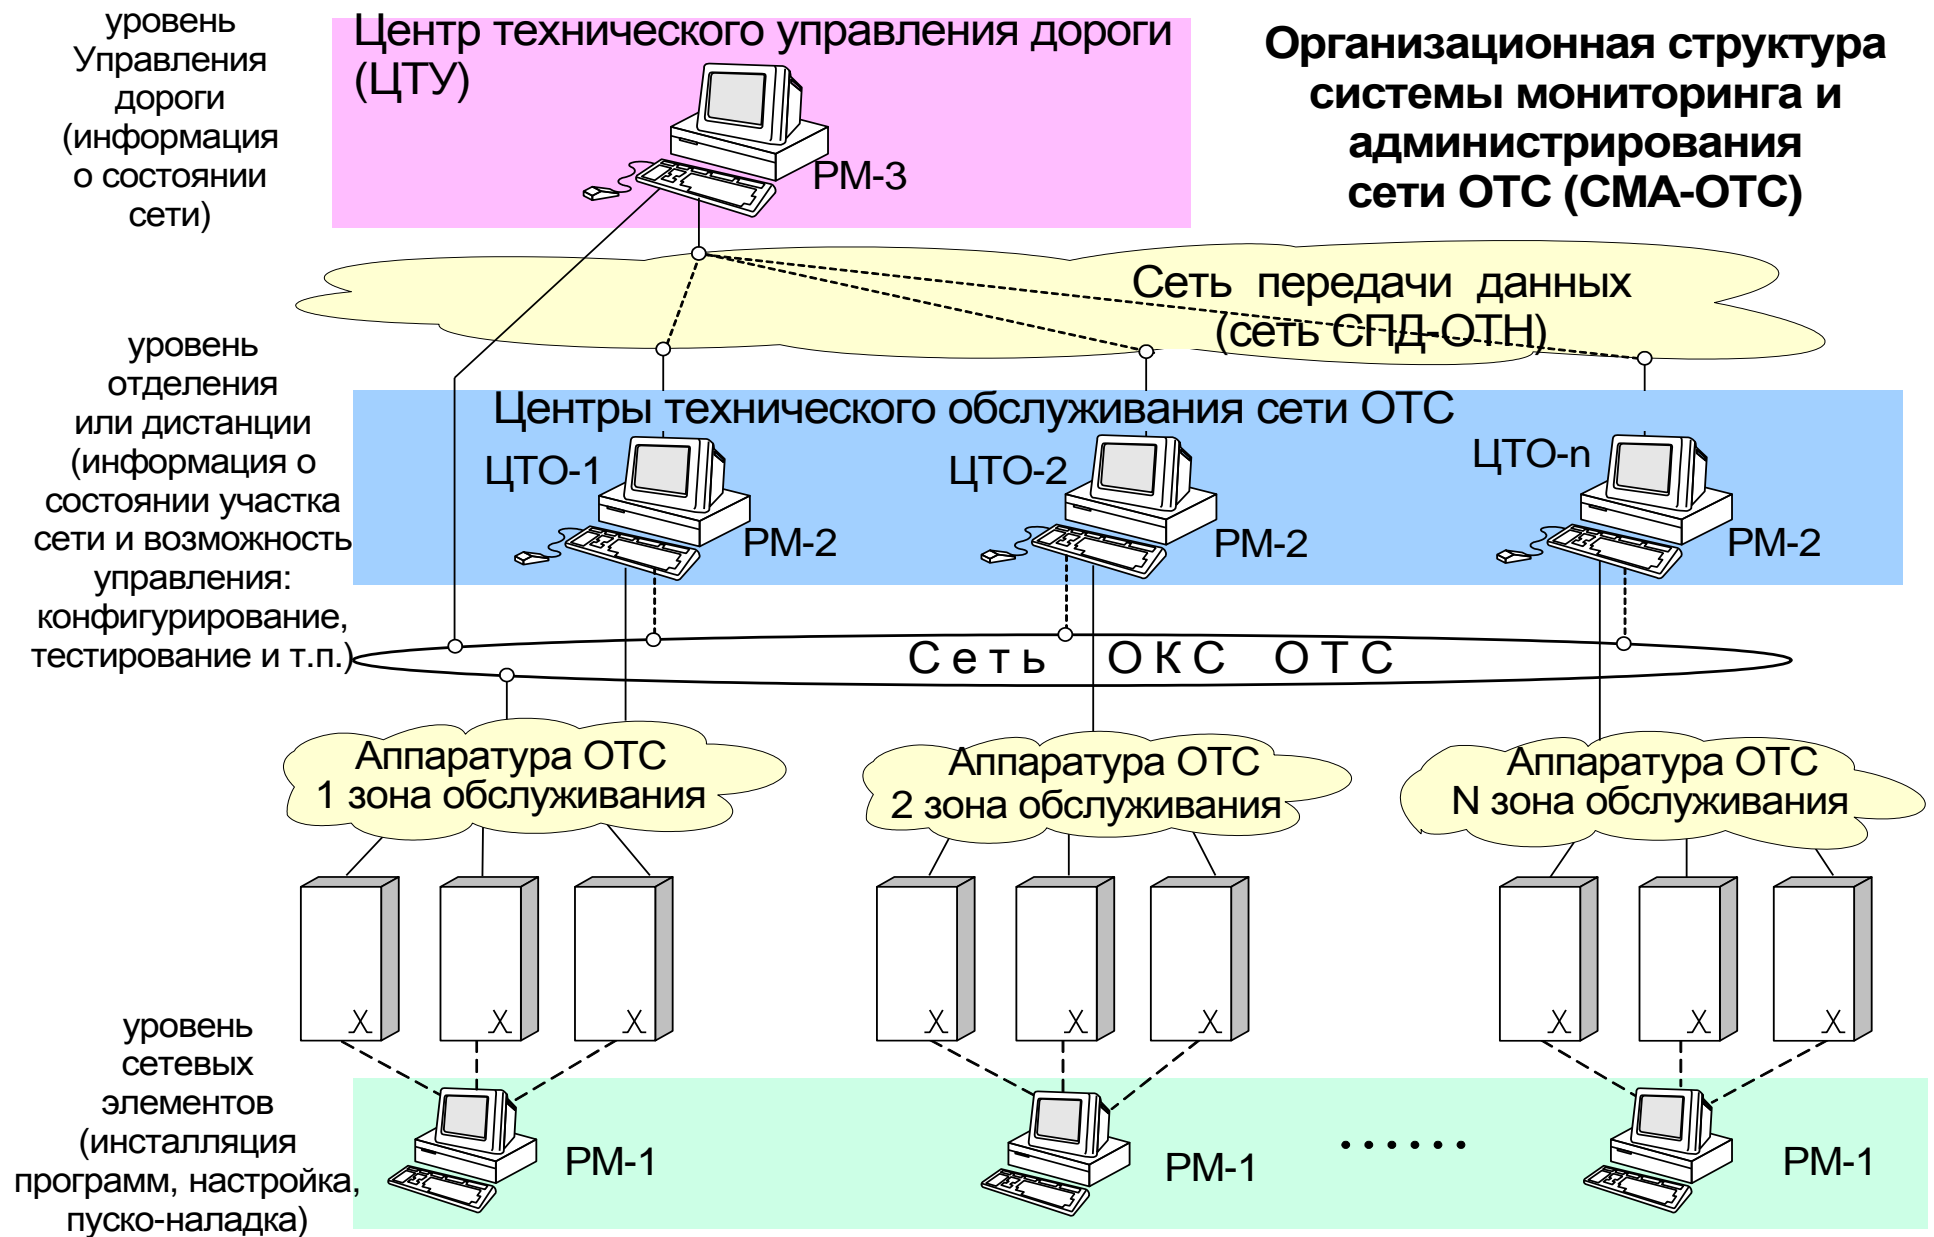 уровень
Управления
дороги
(информация
о состоянии
сети)
Центр технического управления дороги
(ЦТУ)
РМ-3
Организационная структура
системы мониторинга и
администрирования
сети ОТС (СМА-ОТС)
Сеть передачи данных
(сеть СПД-ОТН)
уровень
отделения
или дистанции
(информация о
состоянии участка
сети и возможность
управления:
конфигурирование,
тестирование и т.п.)
Центры технического обслуживания сети ОТС
ЦТО-1
РМ-2
ЦТО-2
РМ-2
ЦТО-n
РМ-2
Сеть ОКС ОТС
Аппаратура ОТС
1 зона обслуживания
Аппаратура ОТС
2 зона обслуживания
Аппаратура ОТС
N зона обслуживания
уровень
сетевых
элементов
(инсталляция
программ, настройка,
пуско-наладка)
РМ-1
РМ-1
......
РМ-1